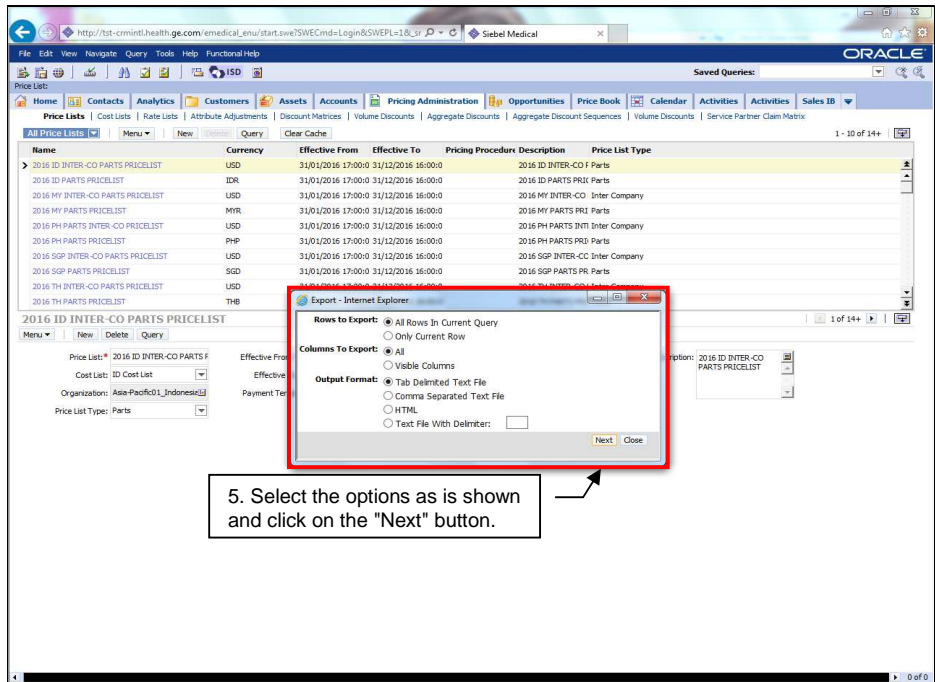 http://tst-crmintl.health.ge.com/emedical_enu/start.swe?SWECmd=Login&SWEPL=1&_sr
Siebel Medical
File Edit View Navigate Query Tools Help Functional Help
ORACLE
ISD
Saved Queries:
Price List:
Home Contacts Analytics Customers Assets Accounts Pricing Administration Opportunities Price Book Calendar Activities Activities Sales IB
Price Lists | Cost Lists | Rate Lists | Attribute Adjustments | Discount Matrices | Volume Discounts | Aggregate Discounts | Aggregate Discount Sequences | Volume Discounts | Service Partner Claim Matrix
All Price Lists Menu New Delete Query Clear Cache 1 - 10 of 14+
Name Currency Effective From Effective To Pricing Procedure Description Price List Type
2016 ID INTER-CO PARTS PRICELIST USD 31/01/2016 17:00:0 31/12/2016 16:00:0 2016 ID INTER-CO F Parts
2016 ID PARTS PRICELIST IDR 31/01/2016 17:00:0 31/12/2016 16:00:0 2016 ID PARTS PRIC Parts
2016 MY INTER-CO PARTS PRICELIST USD 31/01/2016 17:00:0 31/12/2016 16:00:0 2016 MY INTER-CO Inter Company
2016 MY PARTS PRICELIST MYR 31/01/2016 17:00:0 31/12/2016 16:00:0 2016 MY PARTS PRI Parts
2016 PH PARTS INTER-CO PRICELIST USD 31/01/2016 17:00:0 31/12/2016 16:00:0 2016 PH PARTS INTI Inter Company
2016 PH PARTS PRICELIST PHP 31/01/2016 17:00:0 31/12/2016 16:00:0 2016 PH PARTS PRI Parts
2016 SGP INTER-CO PARTS PRICELIST USD 31/01/2016 17:00:0 31/12/2016 16:00:0 2016 SGP INTER-CC Inter Company
2016 SGP PARTS PRICELIST SGD 31/01/2016 17:00:0 31/12/2016 16:00:0 2016 SGP PARTS PR Parts
2016 TH INTER-CO PARTS PRICELIST USD Inter Company
2016 TH PARTS PRICELIST THB
Export - Internet Explorer
2016 ID INTER-CO PARTS PRICELIST 1 of 14+
Menu New Delete Query
Rows to Export: All Rows In Current Query
Only Current Row
Columns To Export: All
Visible Columns
Output Format: Tab Delimited Text File
Comma Separated Text File
HTML
Text File With Delimiter:
Next Close
Price List:* 2016 ID INTER-CO PARTS F Effective From
Cost List: ID Cost List Effective
Organization: Asia-Pacific01_Indonesia Payment Ter
Price List Type: Parts
ription: 2016 ID INTER-CO
PARTS PRICELIST
5. Select the options as is shown
and click on the "Next" button.
0 of 0